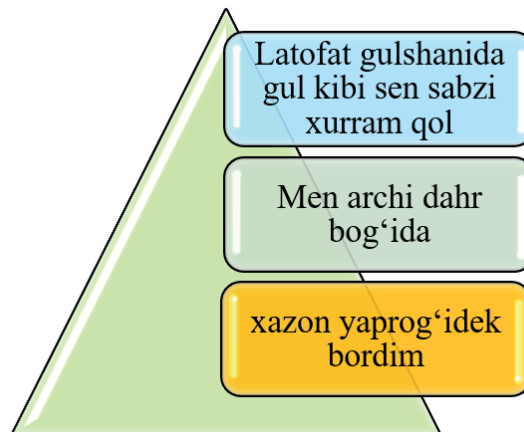 Latofat gulshanida
gul kibi sen sabzi
xurram qol
Men archi dahr
bog‘ida
xazon yaprog‘idek
bordim